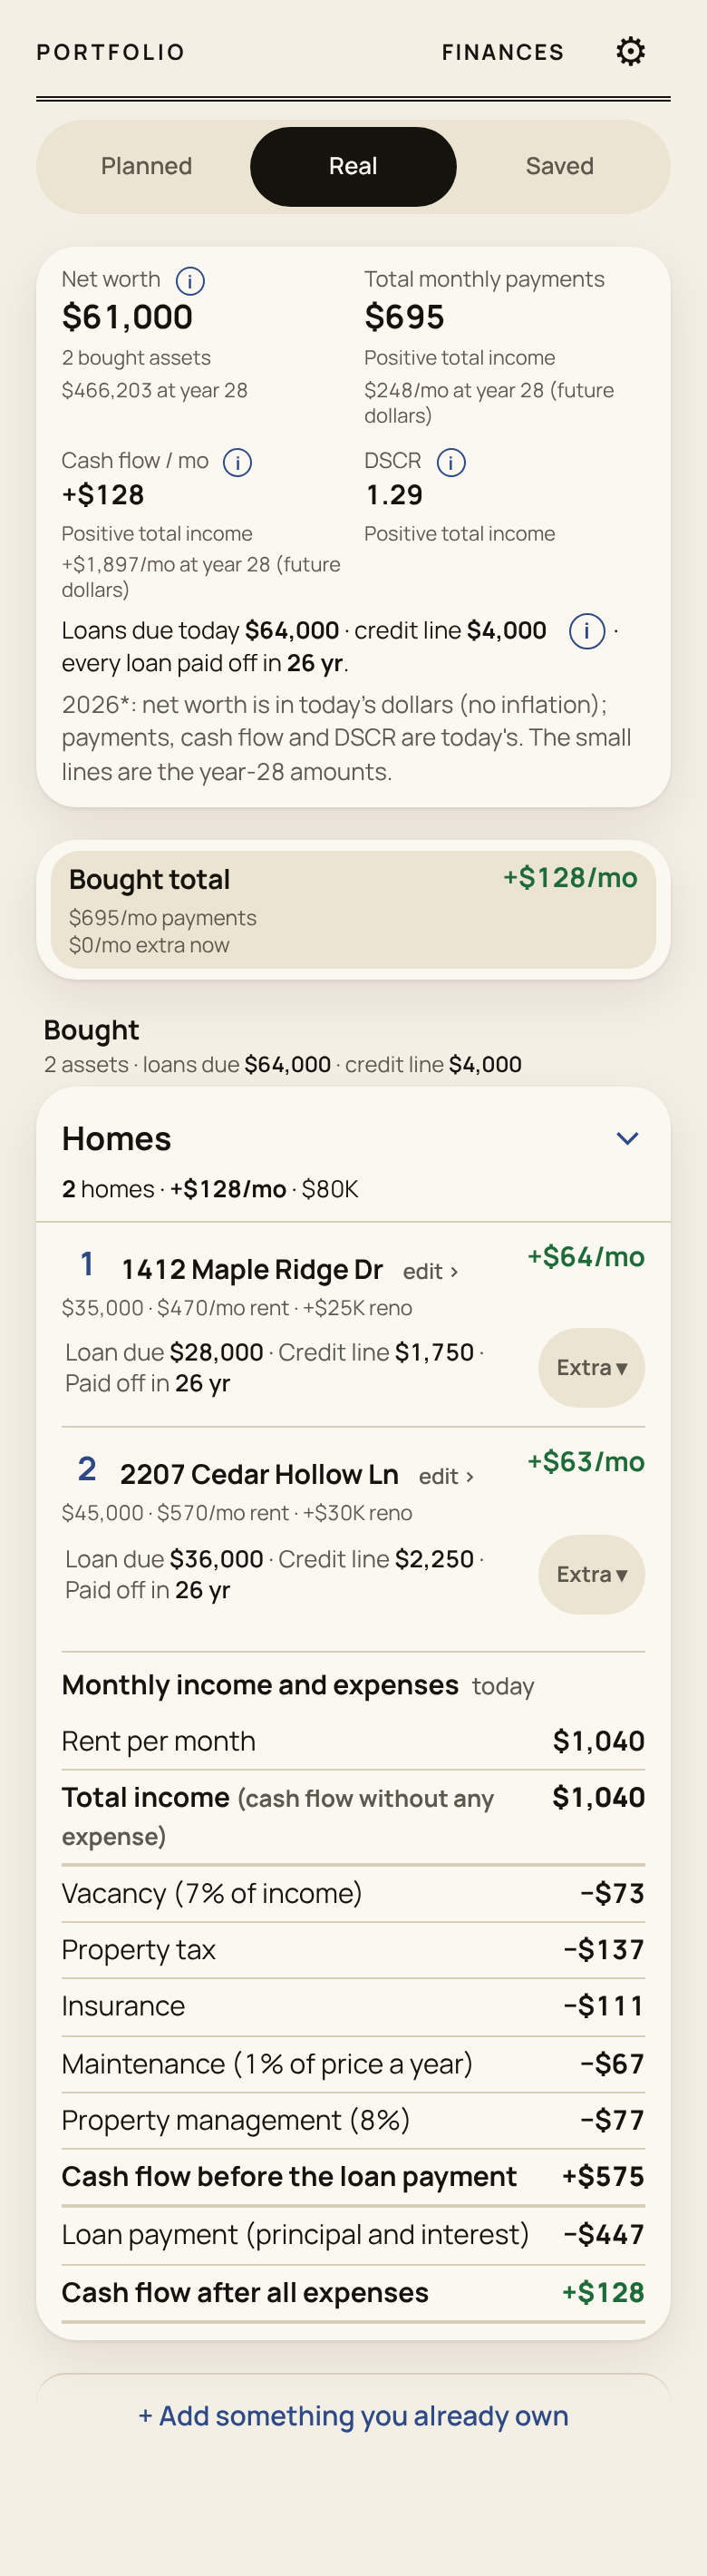 PORTFOLIO FINANCES ⚙
Planned Real Saved
Net worth i Total monthly payments
$61,000 $695
2 bought assets Positive total income
$466,203 at year 28 $248/mo at year 28 (future
dollars)
Cash flow / mo i DSCR i
+$128 1.29
Positive total income Positive total income
+$1,897/mo at year 28 (future
dollars)
Loans due today $64,000 · credit line $4,000 i ·
every loan paid off in 26 yr.
2026*: net worth is in today's dollars (no inflation);
payments, cash flow and DSCR are today's. The small
lines are the year-28 amounts.
Bought total +$128/mo
$695/mo payments
$0/mo extra now
Bought
2 assets · loans due $64,000 · credit line $4,000
Homes
2 homes · +$128/mo · $80K
1 1412 Maple Ridge Dr edit › +$64/mo
$35,000 · $470/mo rent · +$25K reno
Loan due $28,000 · Credit line $1,750 ·
Paid off in 26 yr
Extra ▾
2 2207 Cedar Hollow Ln edit › +$63/mo
$45,000 · $570/mo rent · +$30K reno
Loan due $36,000 · Credit line $2,250 ·
Paid off in 26 yr
Extra ▾
Monthly income and expenses today
Rent per month $1,040
Total income (cash flow without any $1,040
expense)
Vacancy (7% of income) −$73
Property tax −$137
Insurance −$111
Maintenance (1% of price a year) −$67
Property management (8%) −$77
Cash flow before the loan payment +$575
Loan payment (principal and interest) −$447
Cash flow after all expenses +$128
+ Add something you already own